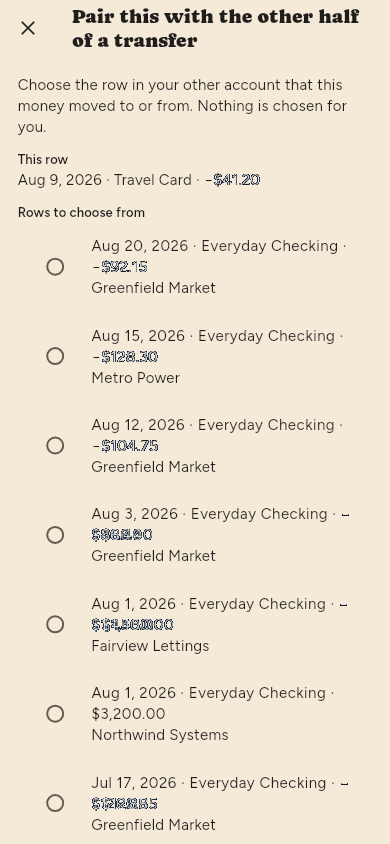 Pair this with the other half
of a transfer
Choose the row in your other account that this
money moved to or from. Nothing is chosen for
you.
This row
Aug 9, 2026 · Travel Card · −$41.20
Rows to choose from
Aug 20, 2026 · Everyday Checking ·
−$92.15
Greenfield Market
Aug 15, 2026 · Everyday Checking ·
−$128.30
Metro Power
Aug 12, 2026 · Everyday Checking ·
−$104.75
Greenfield Market
Aug 3, 2026 · Everyday Checking · −
Greenfield Market
Aug 1, 2026 · Everyday Checking · −
Fairview Lettings
Aug 1, 2026 · Everyday Checking ·
$3,200.00
Northwind Systems
Jul 17, 2026 · Everyday Checking · −
Greenfield Market